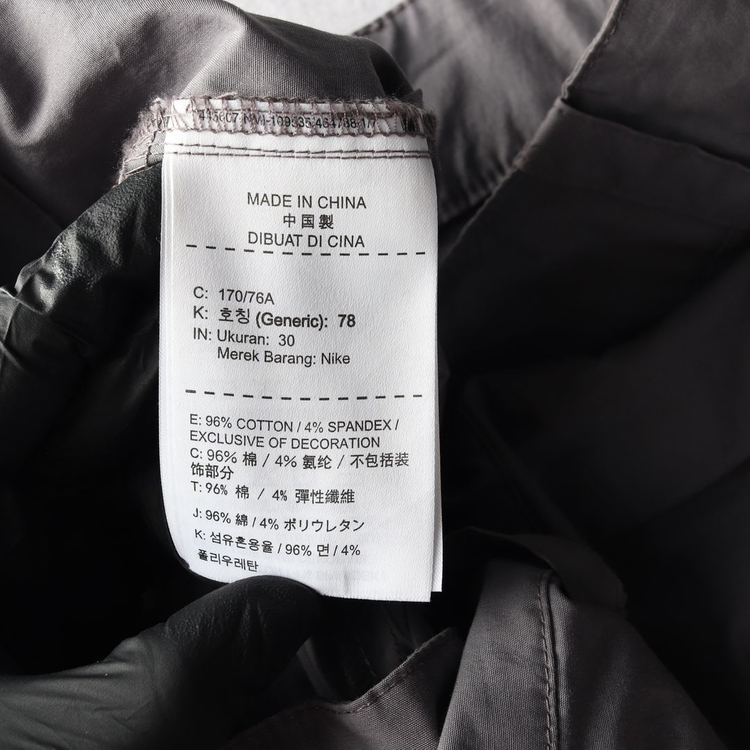 MADE IN CHINA
中国製
DIBUAT DI CINA
C: 170/76A
K: 호칭 (Generic): 78
IN: Ukuran: 30
Merek Barang: Nike
E: 96% COTTON / 4% SPANDEX /
EXCLUSIVE OF DECORATION
C: 96% 棉 / 4% 氨纶 / 不包括装
饰部分
T: 96% 棉 / 4% 彈性纖維
J: 96% 綿 / 4% ポリウレタン
K: 섬유혼용율 / 96% 면 / 4%
폴리우레탄